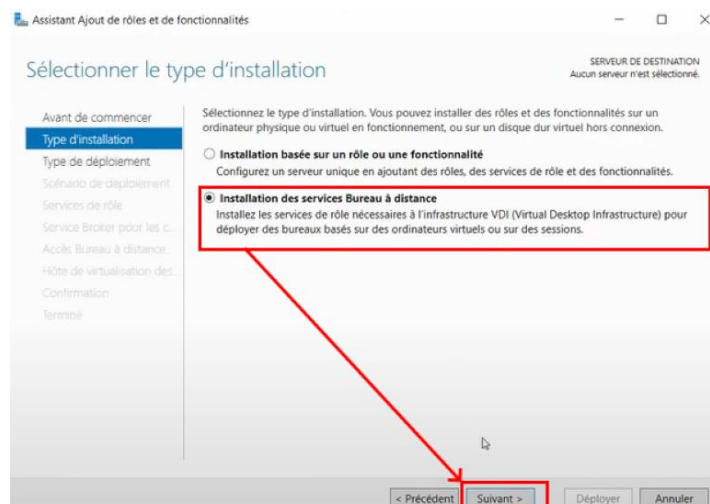 Assistant Ajout de rôles et de fonctionnalités
Sélectionner le type d'installation
SERVEUR DE DESTINATION
Aucun serveur n'est sélectionné.
Avant de commencer
Type d'installation
Type de déploiement
Scénario de déploiement
Services de rôle
Service Broker pour les c...
Accès Bureau à distance...
Hôte de virtualisation des...
Confirmation
Terminé
Sélectionnez le type d'installation. Vous pouvez installer des rôles et des fonctionnalités sur un
ordinateur physique ou virtuel en fonctionnement, ou sur un disque dur virtuel hors connexion.
Installation basée sur un rôle ou une fonctionnalité
Configurez un serveur unique en ajoutant des rôles, des services de rôle et des fonctionnalités.
Installation des services Bureau à distance
Installez les services de rôle nécessaires à l'infrastructure VDI (Virtual Desktop Infrastructure) pour
déployer des bureaux basés sur des ordinateurs virtuels ou sur des sessions.
< Précédent
Suivant >
Déployer
Annuler